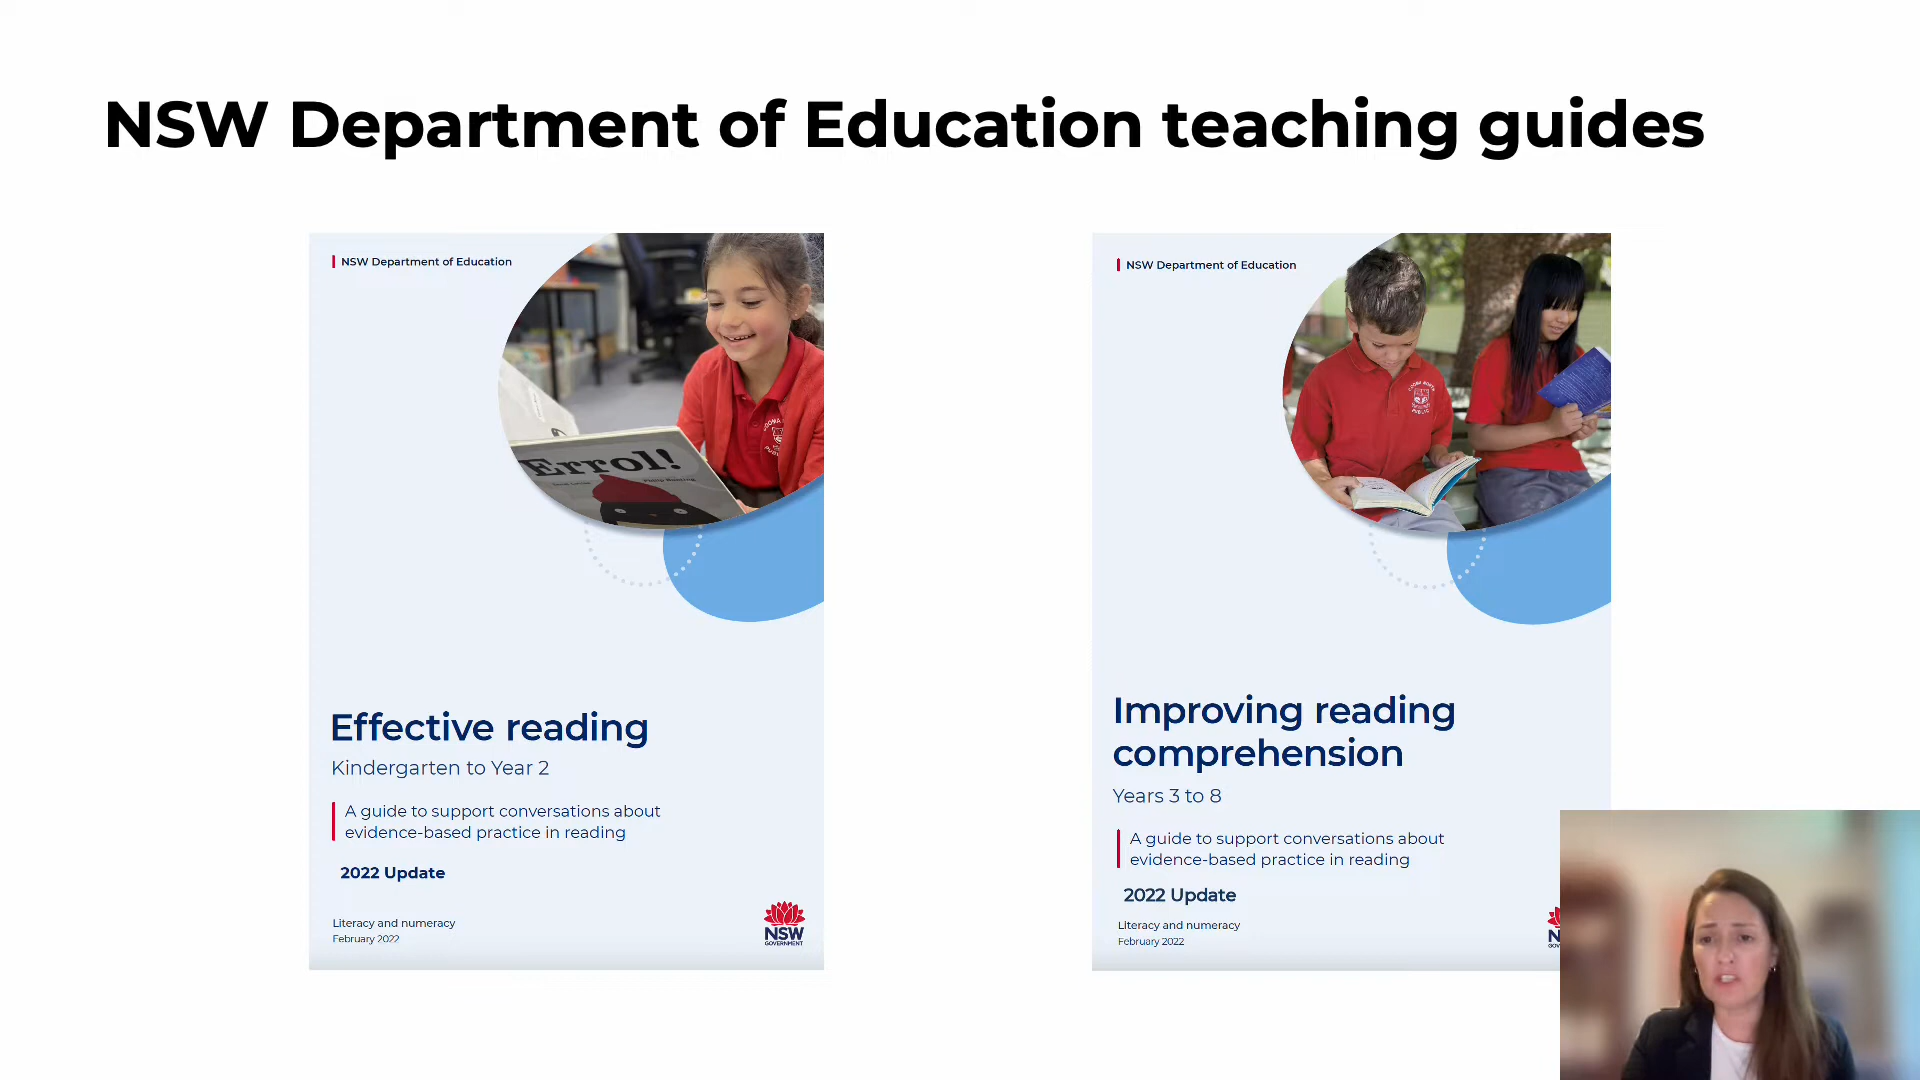 NSW Department of Education teaching guides
NSW Department of Education
Errol!
Philip Bunting
Effective reading
Kindergarten to Year 2
A guide to support conversations about
evidence-based practice in reading
2022 Update
Literacy and numeracy
February 2022
NSW
GOVERNMENT
NSW Department of Education
Improving reading
comprehension
Years 3 to 8
A guide to support conversations about
evidence-based practice in reading
2022 Update
Literacy and numeracy
February 2022